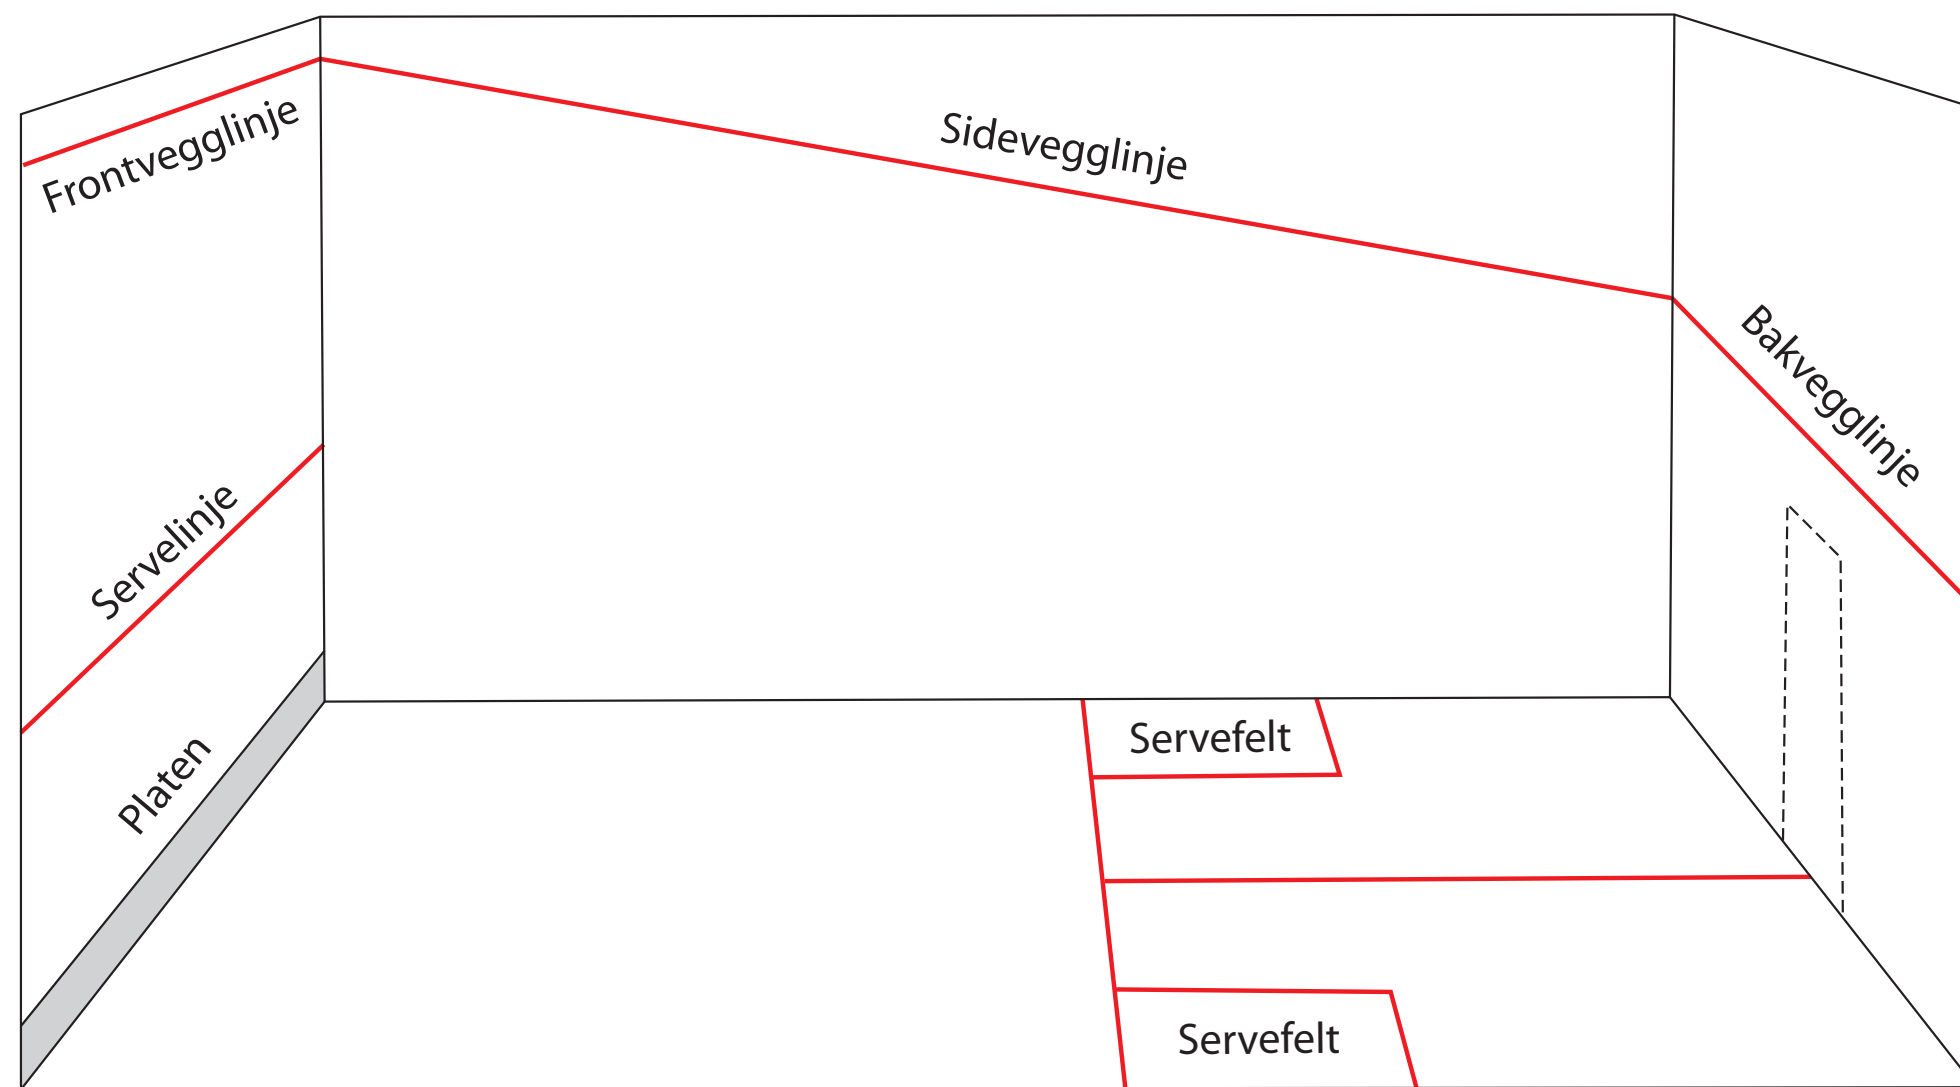 Frontvegglinje
Sidevegglinje
Bakvegglinje
Servelinje
Platen
Servefelt
Servefelt